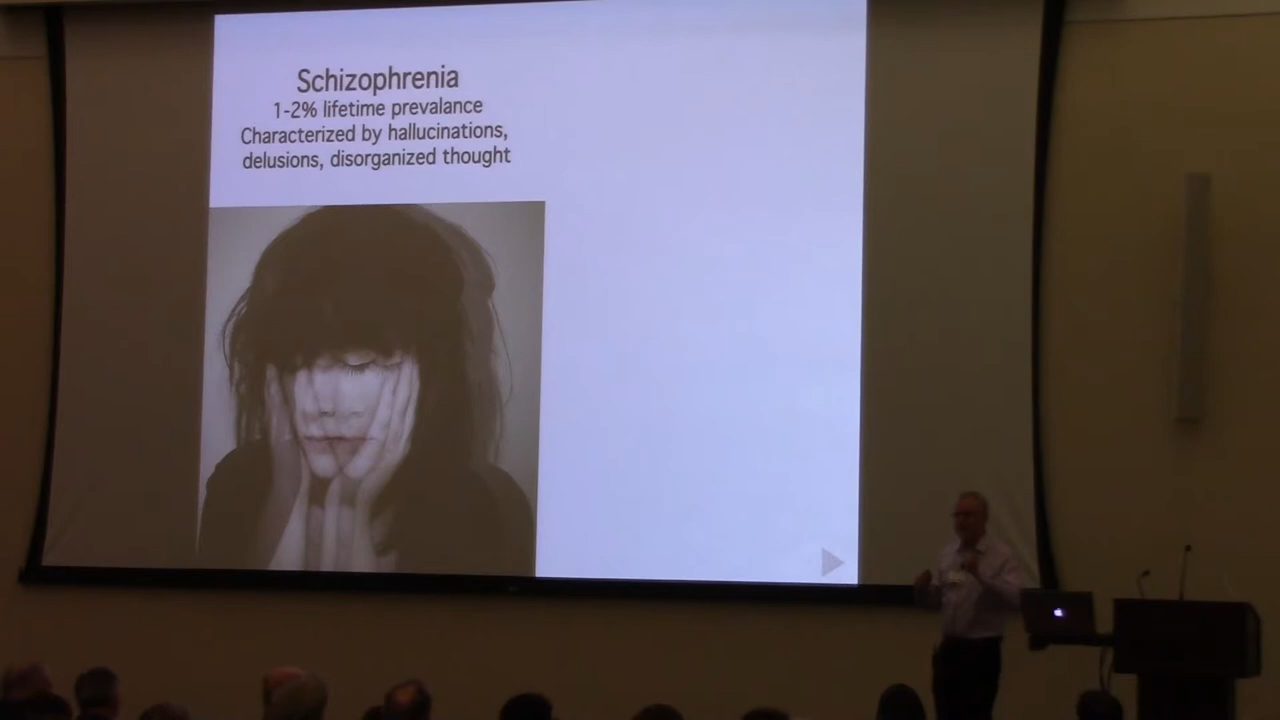 Schizophrenia
1-2% lifetime prevalance
Characterized by hallucinations,
delusions, disorganized thought